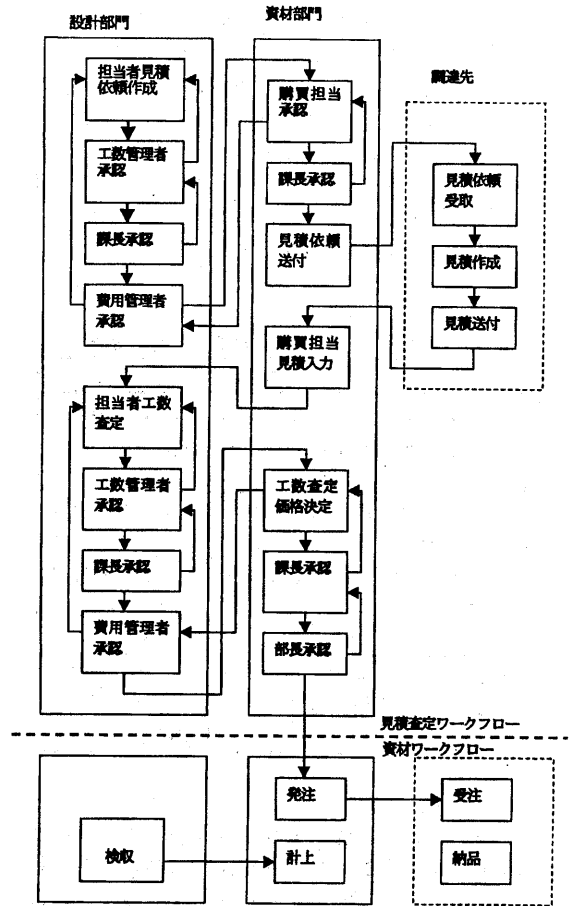 設計部門
担当者見積
依頼作成
工数管理者
承認
課長承認
費用管理者
承認
担当者工数
査定
工数管理者
承認
課長承認
費用管理者
承認
資材部門
購買担当
承認
課長承認
見積依頼
送付
購買担当
見積入力
工数査定
価格決定
課長承認
部長承認
調達先
見積依頼
受取
見積作成
見積送付
見積査定ワークフロー
資材ワークフロー
発注
受注
検収
計上
納品